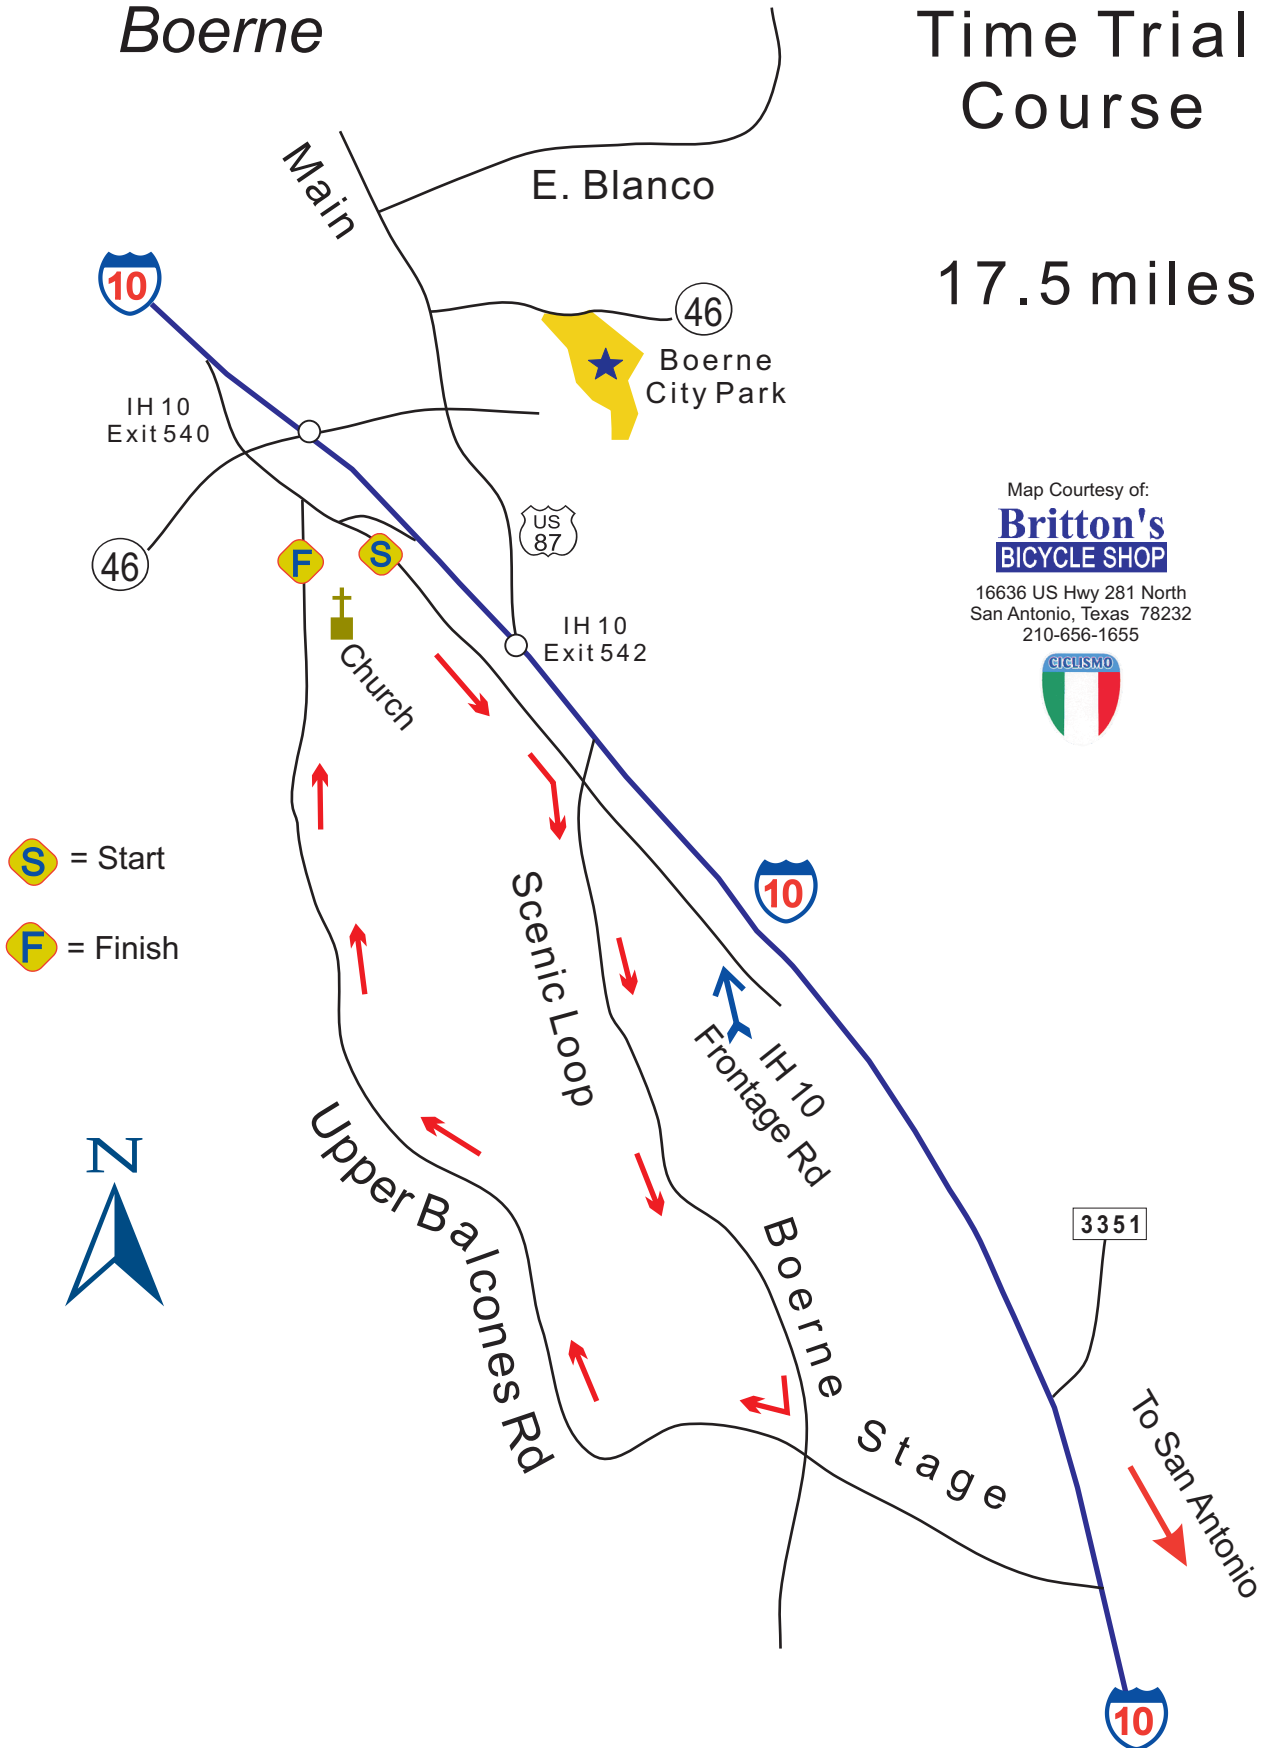 Boerne
Time Trial
Course
17.5 miles
Main
E. Blanco
10
46
Boerne
City Park
IH 10
Exit 540
46
US
87
F
S
Church
IH 10
Exit 542
Map Courtesy of:
Britton's
BICYCLE SHOP
16636 US Hwy 281 North
San Antonio, Texas 78232
210-656-1655
CICLISMO
S = Start
F = Finish
10
Scenic Loop
IH 10
Frontage Rd
Upper Balcones Rd
N
Boerne Stage
3351
To San Antonio
10